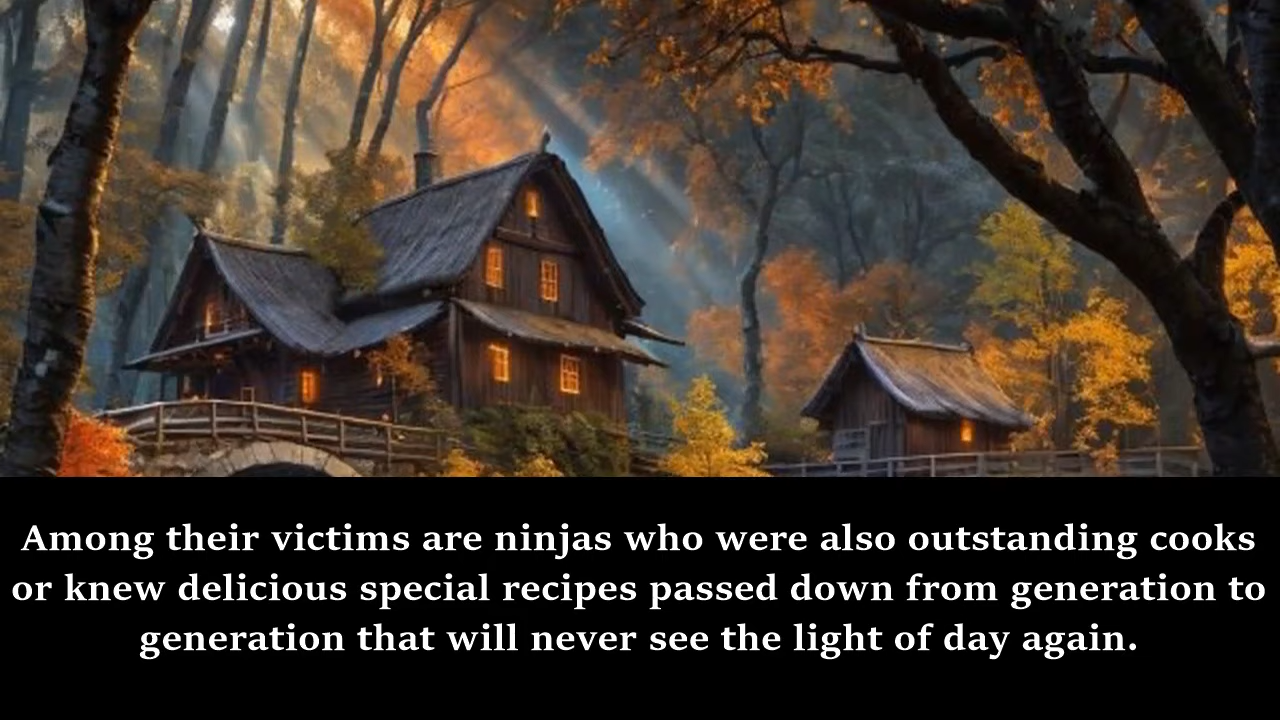 Among their victims are ninjas who were also outstanding cooks
or knew delicious special recipes passed down from generation to
generation that will never see the light of day again.